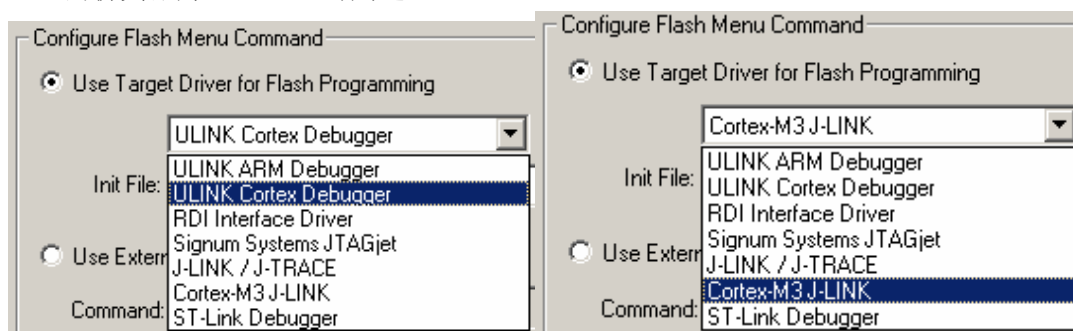 Configure Flash Menu Command
Use Target Driver for Flash Programming
ULINK Cortex Debugger
ULINK ARM Debugger
Init File:
ULINK Cortex Debugger
RDI Interface Driver
Signum Systems JTAGjet
Use Extern
J-LINK / J-TRACE
Cortex-M3 J-LINK
Command:
ST-Link Debugger
Configure Flash Menu Command
Use Target Driver for Flash Programming
Cortex-M3 J-LINK
ULINK ARM Debugger
Init File:
ULINK Cortex Debugger
RDI Interface Driver
Signum Systems JTAGjet
Use Extern
J-LINK / J-TRACE
Cortex-M3 J-LINK
Command:
ST-Link Debugger